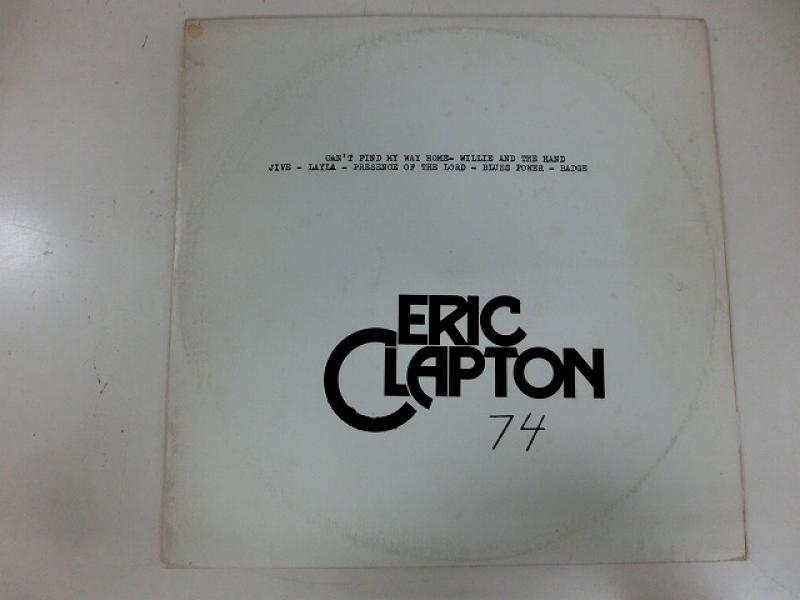 CAN'T FIND MY WAY HOME- WILLIE AND THE HAND
JIVE - LAYLA - PRESENCE OF THE LORD - BLUES POWER - BADGE
ERIC
CLAPTON
74